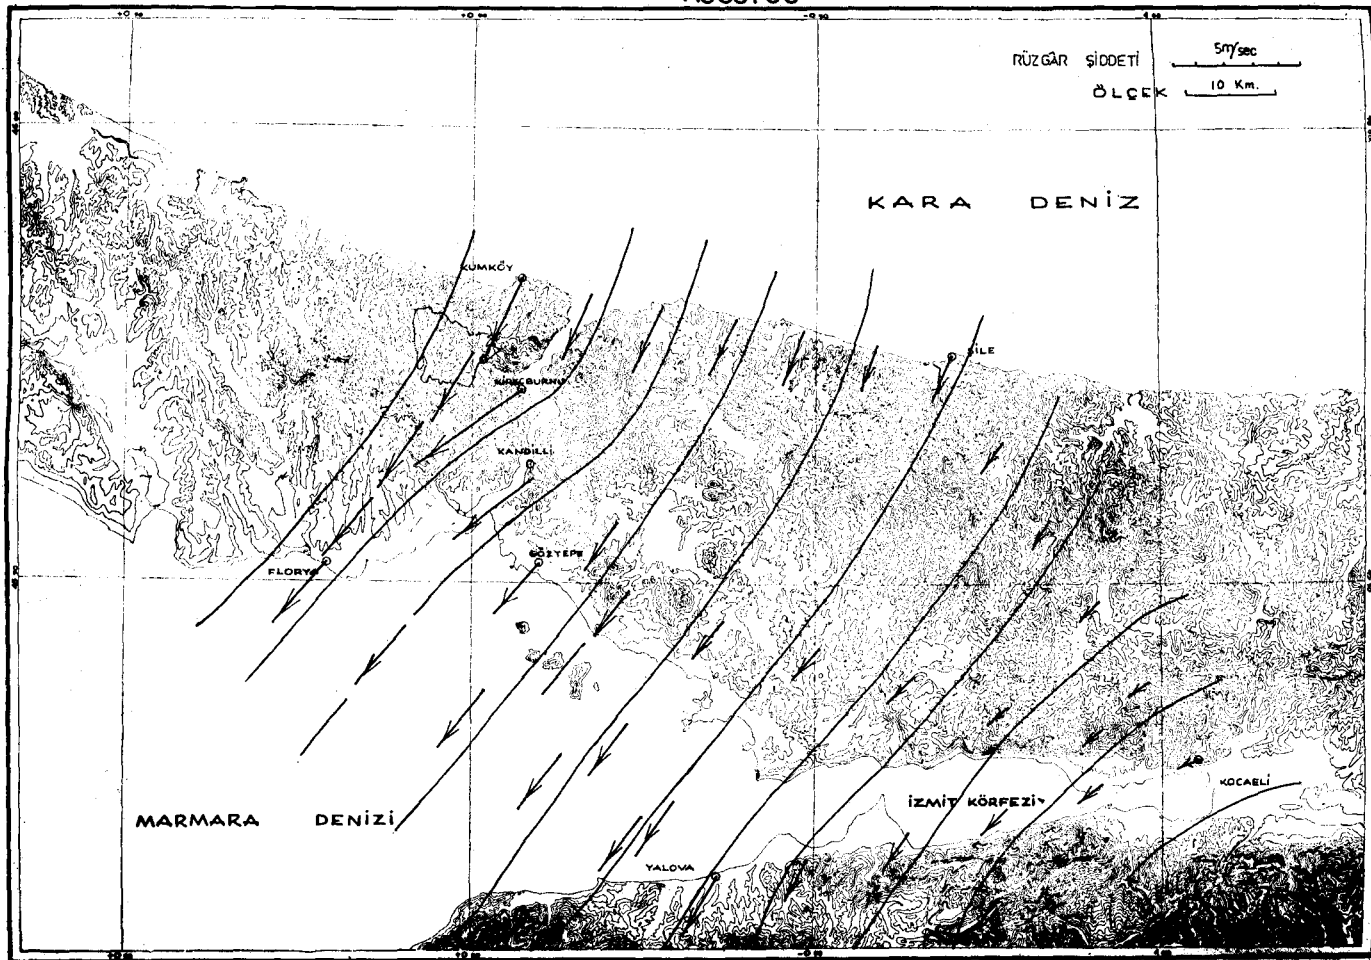 RÜZGÂR ŞİDDETİ 5m/sec
ÖLÇEK 10 Km.
KARA DENİZ
KUMKÖY
ŞİLE
KANDİLLİ
GÖZTEPE
FLORYA
KOCAELİ
İZMİT KÖRFEZİ
MARMARA DENİZİ
YALOVA